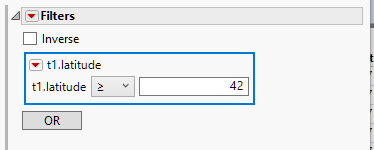 Filters
Inverse
t1.latitude
t1.latitude ≥ 42
OR